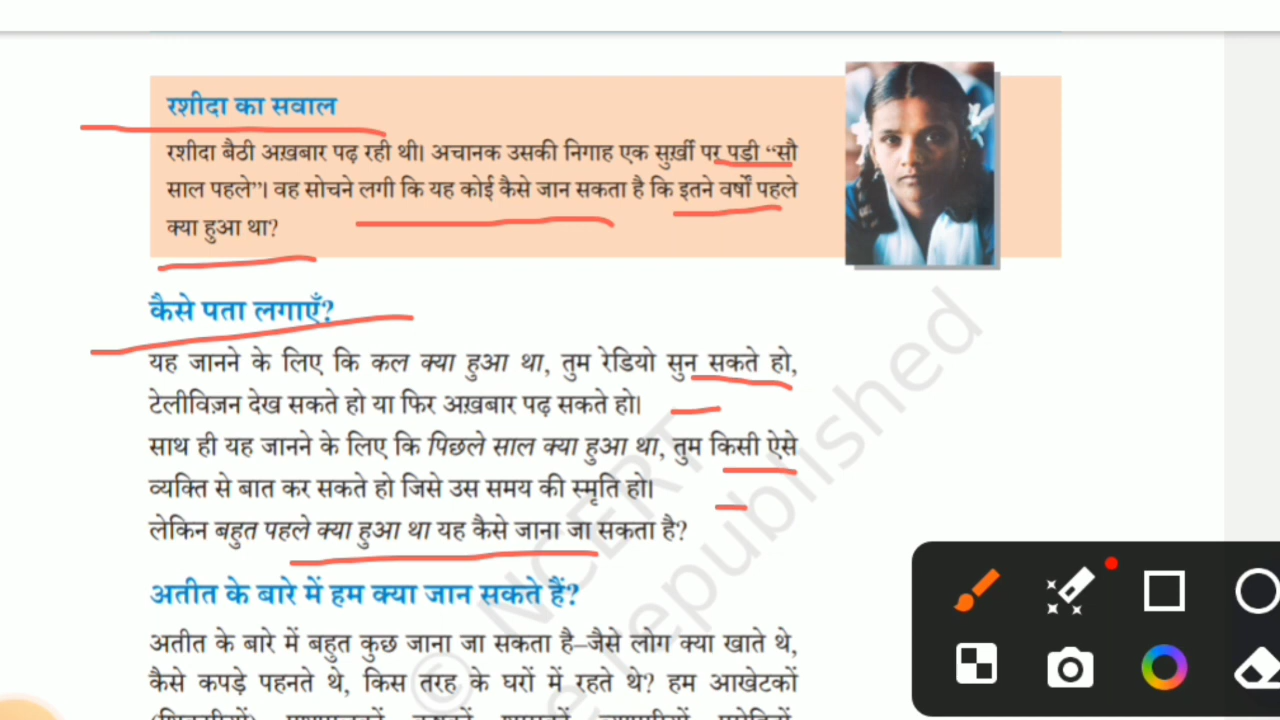 रशीदा का सवाल
रशीदा बैठी अख़बार पढ़ रही थी। अचानक उसकी निगाह एक सुर्ख़ी पर पड़ी “सौ
साल पहले”। वह सोचने लगी कि यह कोई कैसे जान सकता है कि इतने वर्षों पहले
क्या हुआ था?
कैसे पता लगाएँ?
यह जानने के लिए कि कल क्या हुआ था, तुम रेडियो सुन सकते हो,
टेलीविज़न देख सकते हो या फिर अख़बार पढ़ सकते हो।
साथ ही यह जानने के लिए कि पिछले साल क्या हुआ था, तुम किसी ऐसे
व्यक्ति से बात कर सकते हो जिसे उस समय की स्मृति हो।
लेकिन बहुत पहले क्या हुआ था यह कैसे जाना जा सकता है?
अतीत के बारे में हम क्या जान सकते हैं?
अतीत के बारे में बहुत कुछ जाना जा सकता है–जैसे लोग क्या खाते थे,
कैसे कपड़े पहनते थे, किस तरह के घरों में रहते थे? हम आखेटकों
© NCERT
republished